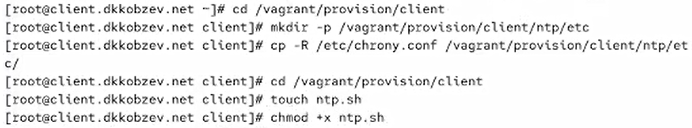 [root@client.dkkobzev.net ~]# cd /vagrant/provision/client
[root@client.dkkobzev.net client]# mkdir -p /vagrant/provision/client/ntp/etc
[root@client.dkkobzev.net client]# cp -R /etc/chrony.conf /vagrant/provision/client/ntp/et
c/
[root@client.dkkobzev.net client]# cd /vagrant/provision/client
[root@client.dkkobzev.net client]# touch ntp.sh
[root@client.dkkobzev.net client]# chmod +x ntp.sh